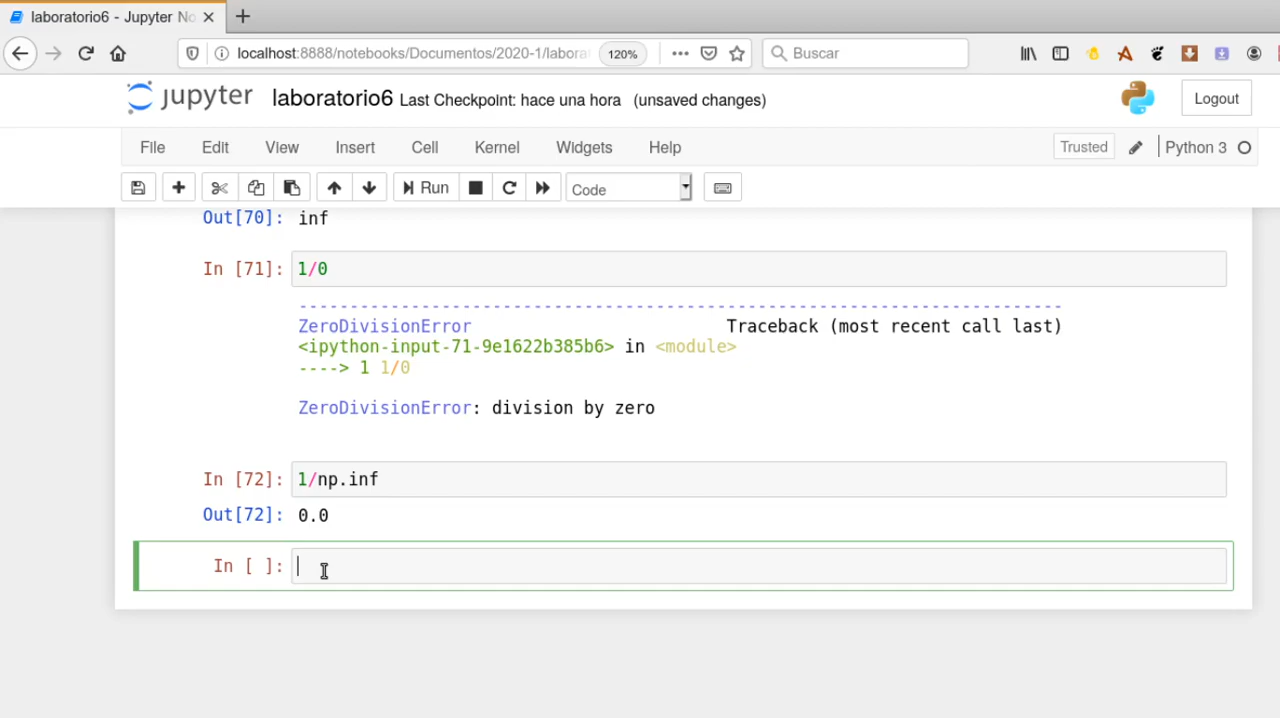 laboratorio6 - Jupyter No
localhost:8888/notebooks/Documentos/2020-1/labora
120%
Buscar
jupyter
laboratorio6 Last Checkpoint: hace una hora (unsaved changes)
Logout
File Edit View Insert Cell Kernel Widgets Help
Trusted
Python 3
Run
Code
Out[70]: inf
In [71]: 1/0
---------------------------------------------------------------------------
ZeroDivisionError Traceback (most recent call last)
<ipython-input-71-9e1622b385b6> in <module>
----> 1 1/0
ZeroDivisionError: division by zero
In [72]: 1/np.inf
Out[72]: 0.0
In [ ]: